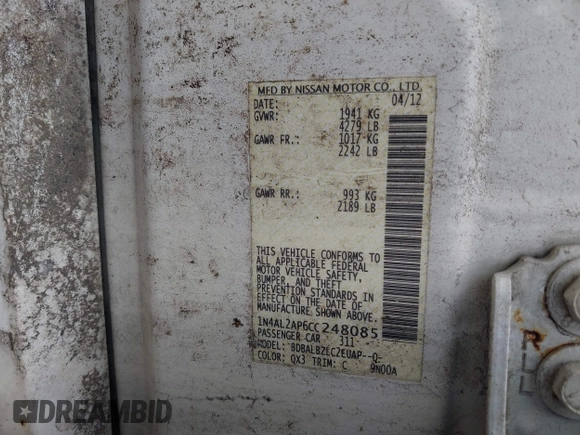 MFD BY NISSAN MOTOR CO., LTD.
DATE: 04/12
GVWR: 1941 KG
4279 LB
GAWR FR.: 1017 KG
2242 LB
GAWR RR.: 993 KG
2189 LB
THIS VEHICLE CONFORMS TO
ALL APPLICABLE FEDERAL
MOTOR VEHICLE SAFETY,
BUMPER, AND THEFT
PREVENTION STANDARDS IN
EFFECT ON THE DATE OF
MANUFACTURE SHOWN ABOVE.
1N4AL2AP6CC248085
PASSENGER CAR 311
MODEL: BDBALBZEC2EUAP--Q-
COLOR: QX3 TRIM: C 9N00A
DREAMBID